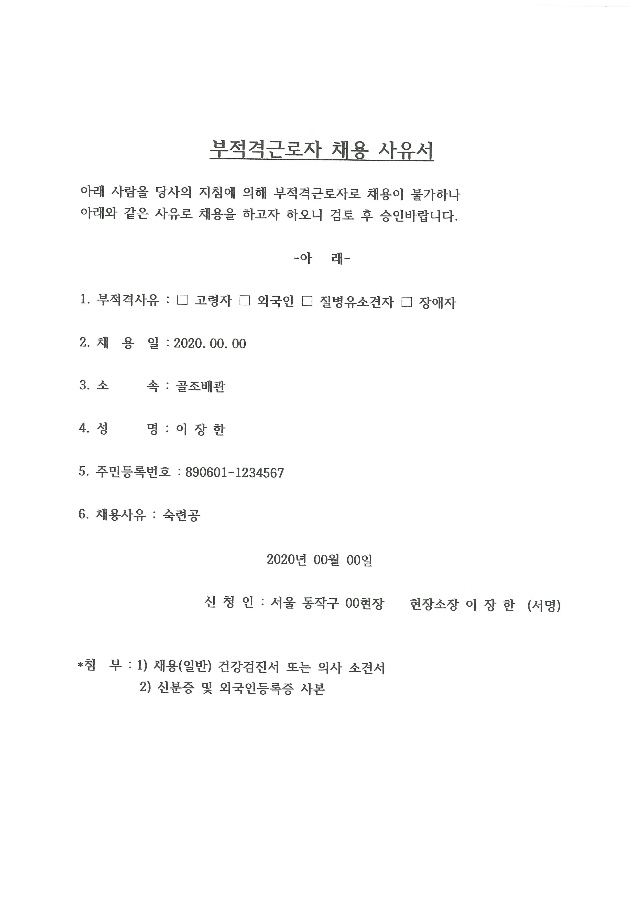 부적격근로자 채용 사유서
아래 사람을 당사의 지침에 의해 부적격근로자로 채용이 불가하나
아래와 같은 사유로 채용을 하고자 하오니 검토 후 승인바랍니다.
-아 래-
1. 부적격사유 : □ 고령자 □ 외국인 □ 질병유소견자 □ 장애자
2. 채 용 일 : 2020. 00. 00
3. 소 속 : 골조배관
4. 성 명 : 이 장 한
5. 주민등록번호 : 890601-1234567
6. 채용사유 : 숙련공
2020년 00월 00일
신 청 인 : 서울 동작구 00현장 현장소장 이 장 한 (서명)
*첨 부 : 1) 채용(일반) 건강검진서 또는 의사 소견서
2) 신분증 및 외국인등록증 사본